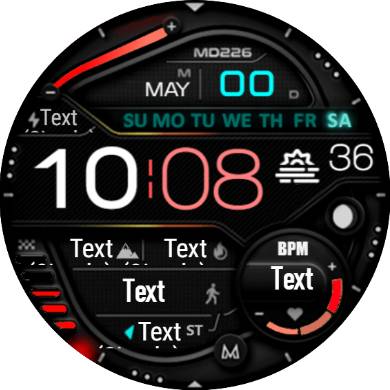 MD226
M
MAY 00 D
Text
SU MO TU WE TH FR SA
10:08 36
Text Text
BPM
Text
Text
Text ST
M